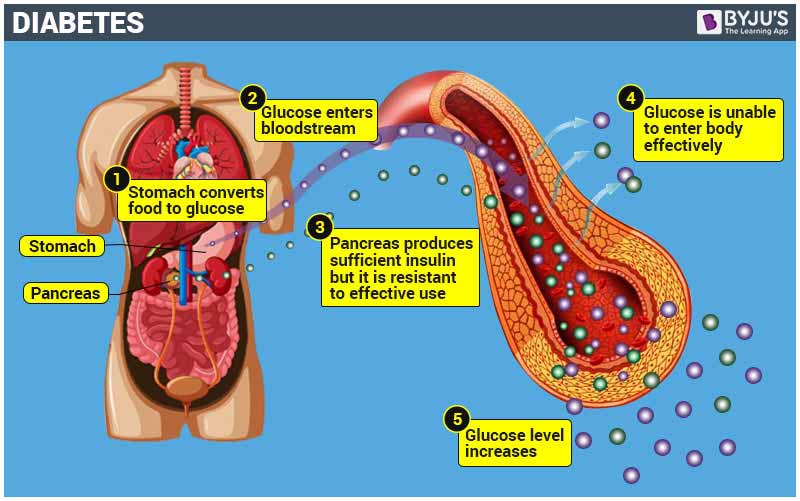 DIABETES
BYJU'S
The Learning App
1
Stomach converts
food to glucose
2
Glucose enters
bloodstream
3
Pancreas produces
sufficient insulin
but it is resistant
to effective use
4
Glucose is unable
to enter body
effectively
5
Glucose level
increases
Stomach
Pancreas